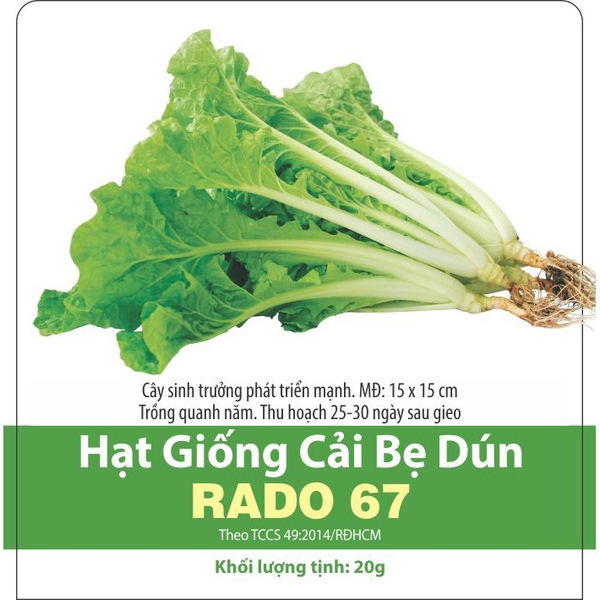 Cây sinh trưởng phát triển mạnh. MĐ: 15 x 15 cm
Trồng quanh năm. Thu hoạch 25-30 ngày sau gieo
Hạt Giống Cải Bẹ Dún
RADO 67
Theo TCCS 49:2014/RĐHCM
Khối lượng tịnh: 20g